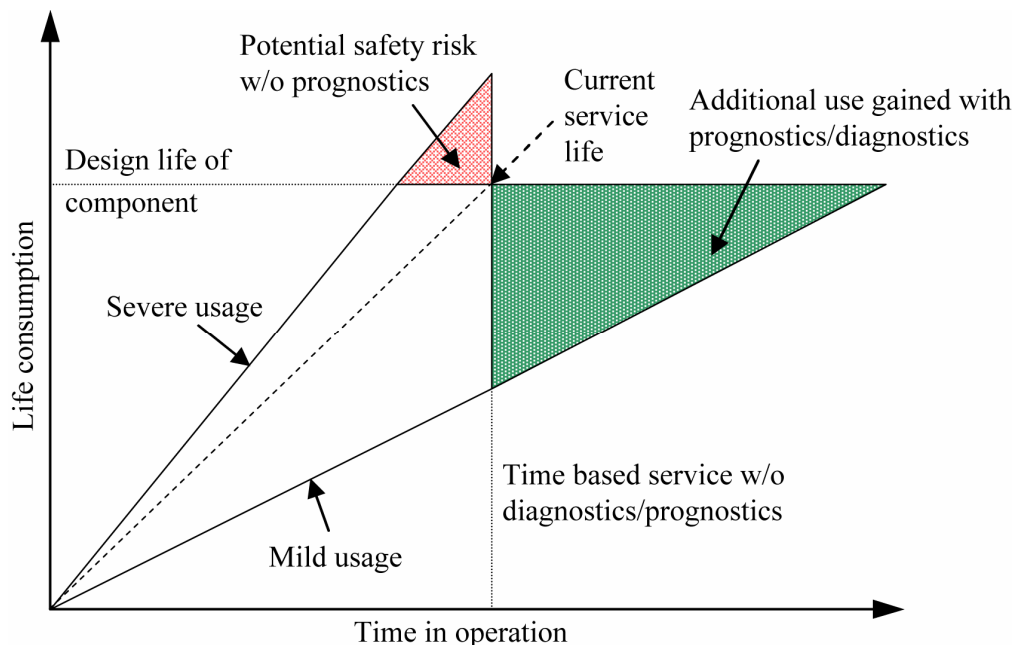 Potential safety risk
w/o prognostics
Current
service
life
Additional use gained with
prognostics/diagnostics
Design life of
component
Severe usage
Life consumption
Time based service w/o
diagnostics/prognostics
Mild usage
Time in operation